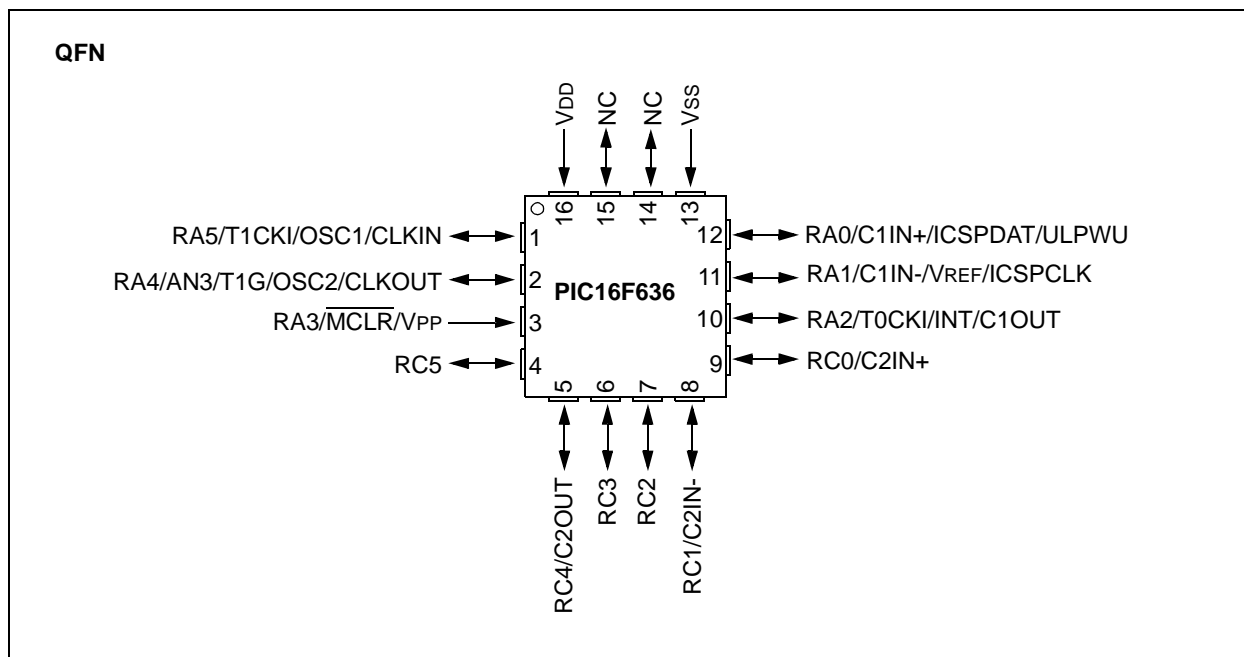 QFN
VDD
NC
NC
VSS
16
15
14
13
RA5/T1CKI/OSC1/CLKIN
1
12
RA0/C1IN+/ICSPDAT/ULPWU
RA4/AN3/T1G/OSC2/CLKOUT
2
11
RA1/C1IN-/VREF/ICSPCLK
PIC16F636
RA3/MCLR/VPP
3
10
RA2/T0CKI/INT/C1OUT
RC5
4
9
RC0/C2IN+
5
6
7
8
RC4/C2OUT
RC3
RC2
RC1/C2IN-